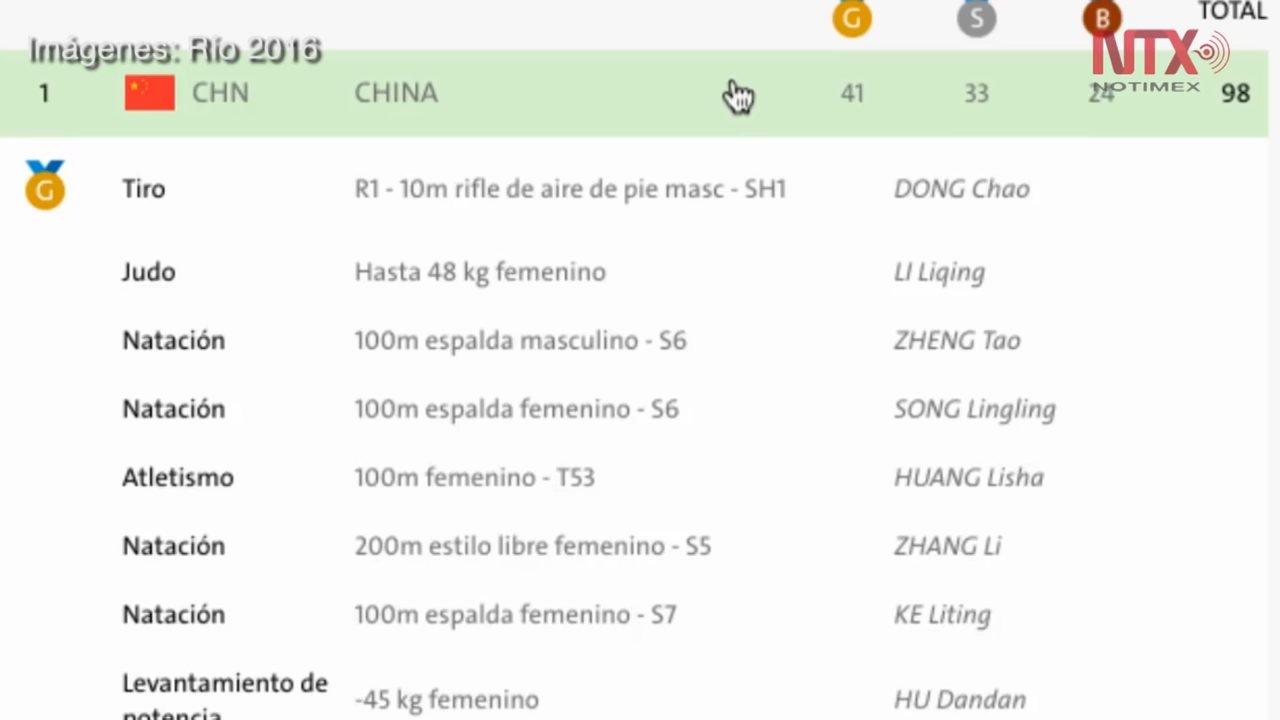 G S B TOTAL
Imágenes: Río 2016
NTX
NOTIMEX
1 CHN CHINA 41 33 24 98
G Tiro R1 - 10m rifle de aire de pie masc - SH1 DONG Chao
Judo Hasta 48 kg femenino LI Liqing
Natación 100m espalda masculino - S6 ZHENG Tao
Natación 100m espalda femenino - S6 SONG Lingling
Atletismo 100m femenino - T53 HUANG Lisha
Natación 200m estilo libre femenino - S5 ZHANG Li
Natación 100m espalda femenino - S7 KE Liting
Levantamiento de -45 kg femenino HU Dandan
potencia